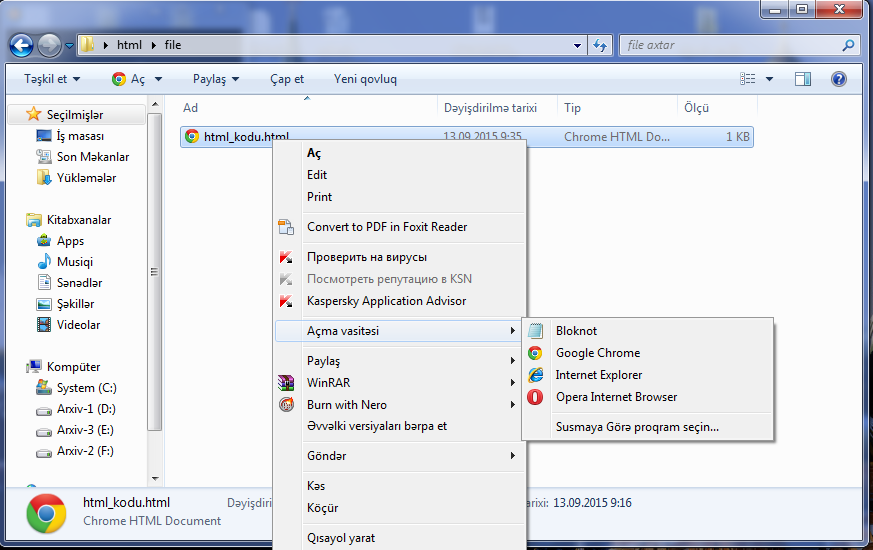 html ▸ file
file axtar
Təşkil et Aç Paylaş Çap et Yeni qovluq
Seçilmişlər
İş masası
Son Məkanlar
Yükləmələr
Kitabxanalar
Apps
Musiqi
Sənədlər
Şəkillər
Videolar
Kompüter
System (C:)
Arxiv-1 (D:)
Arxiv-3 (E:)
Arxiv-2 (F:)
Ad Dəyişdirilmə tarixi Tip Ölçü
html_kodu.html 13.09.2015 9:35 Chrome HTML Do... 1 KB
Aç
Edit
Print
Convert to PDF in Foxit Reader
Проверить на вирусы
Посмотреть репутацию в KSN
Kaspersky Application Advisor
Açma vasitəsi
Paylaş
WinRAR
Burn with Nero
Əvvəlki versiyaları bərpa et
Göndər
Kəs
Köçür
Qısayol yarat
Bloknot
Google Chrome
Internet Explorer
Opera Internet Browser
Susmaya Görə proqram seçin...
html_kodu.html Dəyişdi arixi: 13.09.2015 9:16
Chrome HTML Document